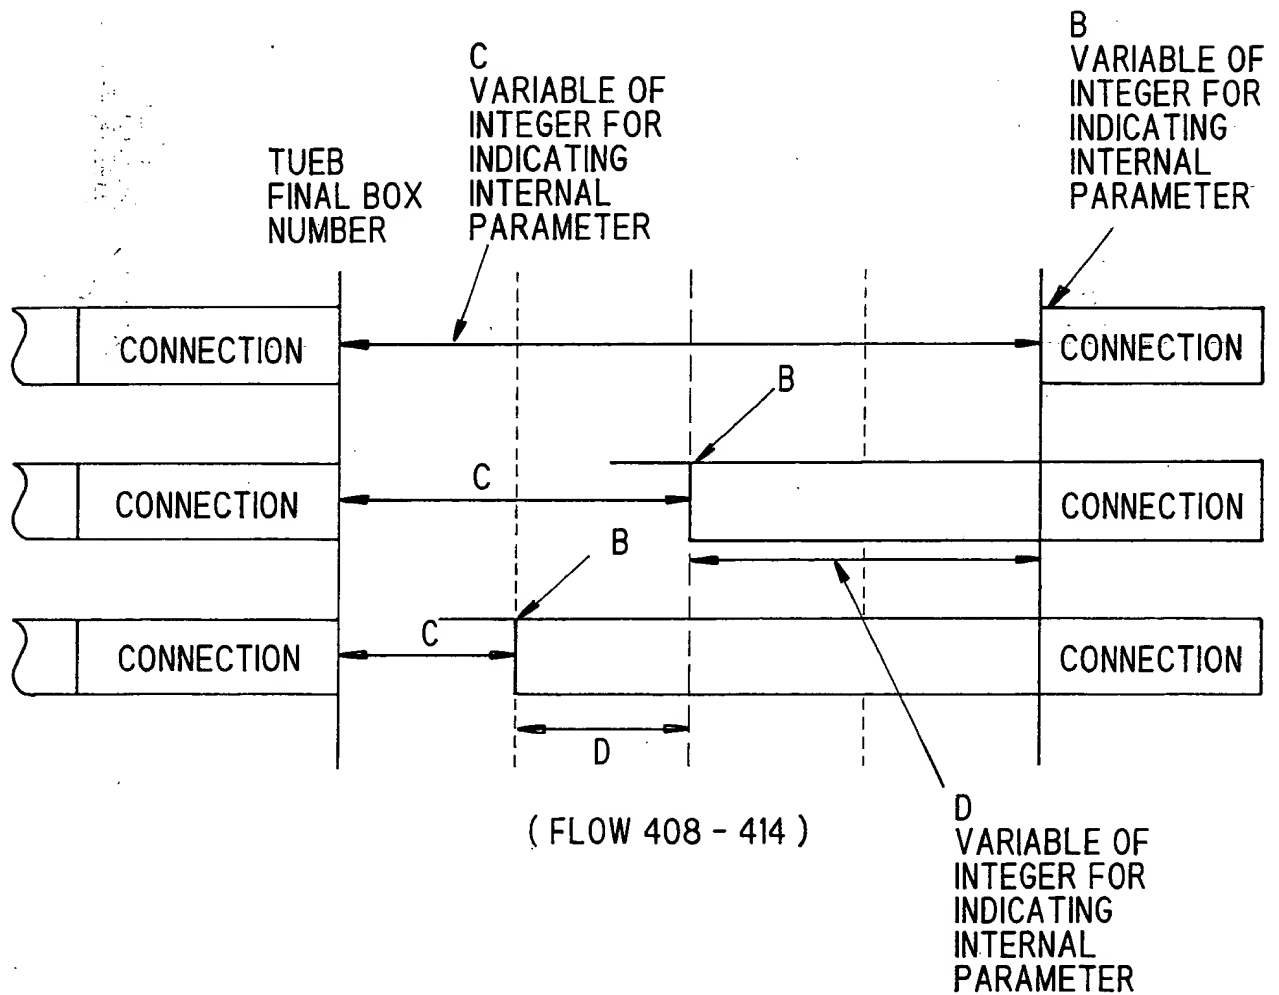 B
VARIABLE OF
INTEGER FOR
INDICATING
INTERNAL
PARAMETER
C
VARIABLE OF
INTEGER FOR
INDICATING
INTERNAL
PARAMETER
TUEB
FINAL BOX
NUMBER
CONNECTION
CONNECTION
B
CONNECTION
C
CONNECTION
B
CONNECTION
C
CONNECTION
D
( FLOW 408 - 414 )
D
VARIABLE OF
INTEGER FOR
INDICATING
INTERNAL
PARAMETER